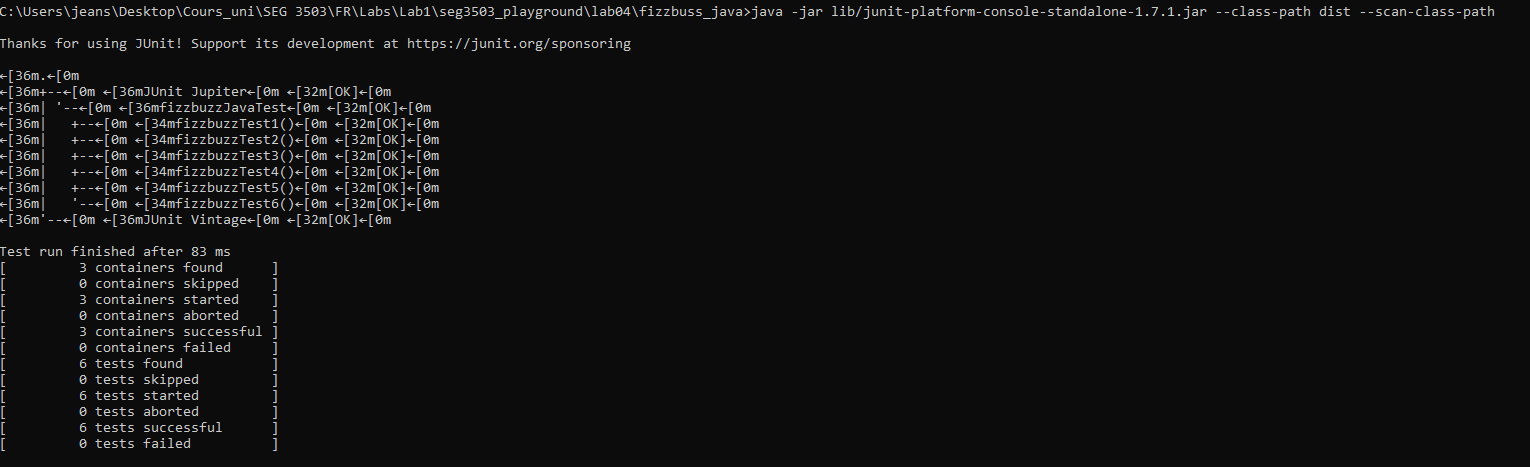 C:\Users\jeans\Desktop\Cours_uni\SEG 3503\FR\Labs\Lab1\seg3503_playground\lab04\fizzbuss_java>java -jar lib/junit-platform-console-standalone-1.7.1.jar --class-path dist --scan-class-path
Thanks for using JUnit! Support its development at https://junit.org/sponsoring
←[36m.←[0m
←[36m+--←[0m ←[36mJUnit Jupiter←[0m ←[32m[OK]←[0m
←[36m| '--←[0m ←[36mfizzbuzzJavaTest←[0m ←[32m[OK]←[0m
←[36m|   +--←[0m ←[34mfizzbuzzTest1()←[0m ←[32m[OK]←[0m
←[36m|   +--←[0m ←[34mfizzbuzzTest2()←[0m ←[32m[OK]←[0m
←[36m|   +--←[0m ←[34mfizzbuzzTest3()←[0m ←[32m[OK]←[0m
←[36m|   +--←[0m ←[34mfizzbuzzTest4()←[0m ←[32m[OK]←[0m
←[36m|   +--←[0m ←[34mfizzbuzzTest5()←[0m ←[32m[OK]←[0m
←[36m|   '--←[0m ←[34mfizzbuzzTest6()←[0m ←[32m[OK]←[0m
←[36m'--←[0m ←[36mJUnit Vintage←[0m ←[32m[OK]←[0m
Test run finished after 83 ms
[         3 containers found      ]
[         0 containers skipped    ]
[         3 containers started    ]
[         0 containers aborted    ]
[         3 containers successful ]
[         0 containers failed     ]
[         6 tests found           ]
[         0 tests skipped         ]
[         6 tests started         ]
[         0 tests aborted         ]
[         6 tests successful      ]
[         0 tests failed          ]